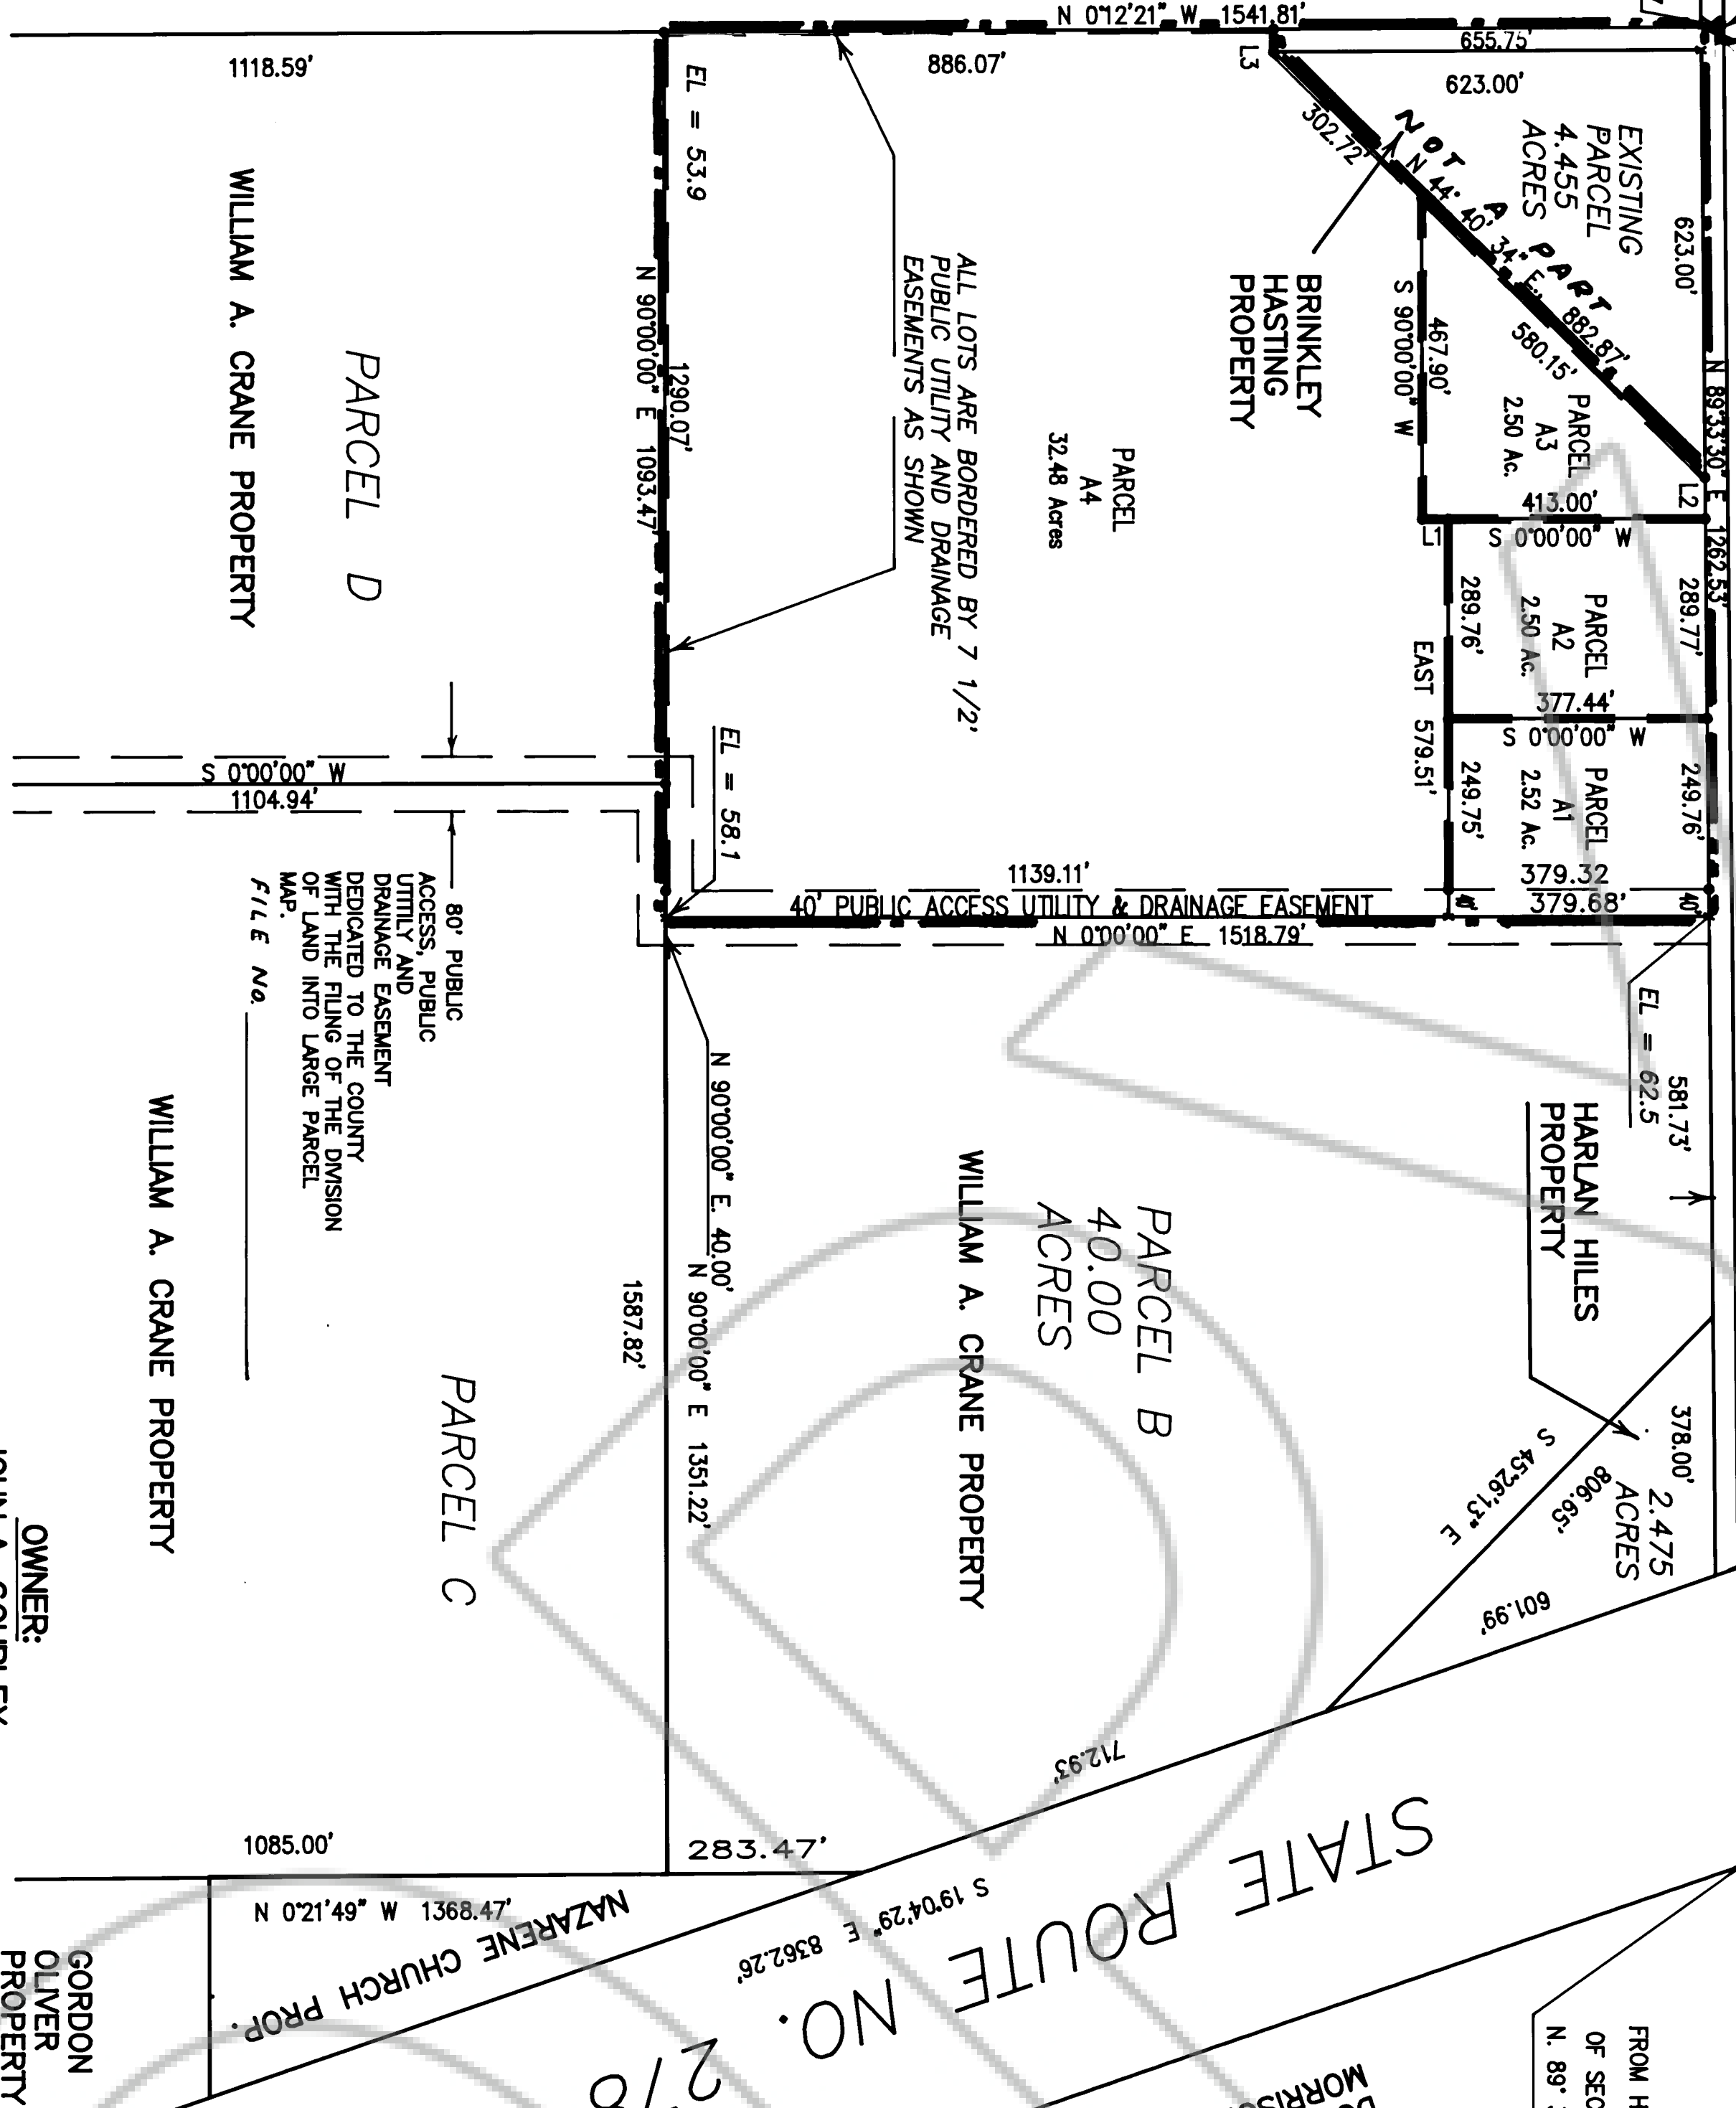 N 0°12'21" W 1541.81'
655.75'
623.00'
886.07'
1118.59'
L3
EL = 53.9
302.72'
EXISTING
PARCEL
4.455
ACRES
623.00'
NOT A PART
N 44° 40' 34" E.
882.87'
580.15'
N 89°33'30" E 1262.53'
BRINKLEY
HASTING
PROPERTY
467.90'
S 90°00'00" W
PARCEL
A3
2.50 Ac.
L2
413.00'
S 0°00'00" W
L1
289.77'
PARCEL
A2
2.50 Ac.
289.76'
377.44'
S 0°00'00" W
EAST 579.51'
249.76'
PARCEL
A1
2.52 Ac.
249.75'
379.32
379.68'
40'
40'
PARCEL
A4
32.48 Acres
ALL LOTS ARE BORDERED BY 7 1/2'
PUBLIC UTILITY AND DRAINAGE
EASEMENTS AS SHOWN
1290.07'
N 90°00'00" E 1093.47'
EL = 58.1
1139.11'
40' PUBLIC ACCESS UTILITY & DRAINAGE EASEMENT
N 0°00'00" E 1518.79'
PARCEL D
WILLIAM A. CRANE PROPERTY
S 0°00'00" W
1104.94'
80' PUBLIC
ACCESS, PUBLIC
UTITILY AND
DRAINAGE EASEMENT
DEDICATED TO THE COUNTY
WITH THE FILING OF THE DIVISION
OF LAND INTO LARGE PARCEL
MAP.
FILE No.
EL = 62.5
581.73'
HARLAN HILES
PROPERTY
378.00'
2.475
ACRES
806.65'
S 45°26'13" E
601.99'
PARCEL B
40.00
ACRES
WILLIAM A. CRANE PROPERTY
N 90°00'00" E. 40.00'
N 90°00'00" E 1351.22'
1587.82'
PARCEL C
WILLIAM A. CRANE PROPERTY
712.93'
STATE ROUTE NO.
283.47'
1085.00'
S 19°04'29" E 8362.26'
N 0°21'49" W 1368.47'
NAZARENE CHURCH PROP.
OWNER:
GORDON
OLIVER
PROPERTY
FROM H
OF SEC
N. 89°